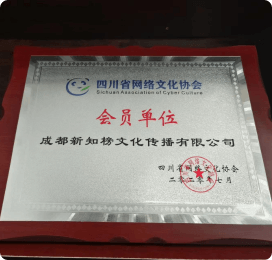 四川省网络文化协会
Sichuan Association of Cyber Culture
会员单位
成都新知榜文化传播有限公司
四川省网络文化协会
二〇二〇年七月